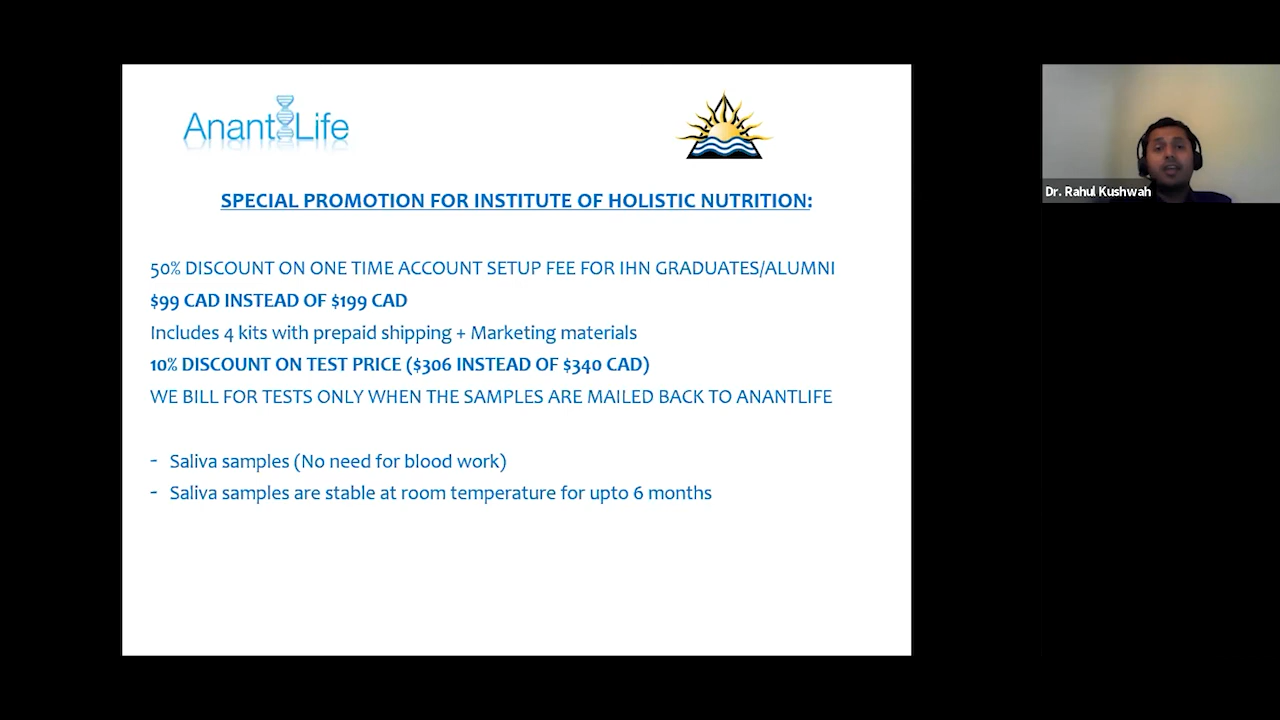 Anant Life
SPECIAL PROMOTION FOR INSTITUTE OF HOLISTIC NUTRITION:
50% DISCOUNT ON ONE TIME ACCOUNT SETUP FEE FOR IHN GRADUATES/ALUMNI
$99 CAD INSTEAD OF $199 CAD
Includes 4 kits with prepaid shipping + Marketing materials
10% DISCOUNT ON TEST PRICE ($306 INSTEAD OF $340 CAD)
WE BILL FOR TESTS ONLY WHEN THE SAMPLES ARE MAILED BACK TO ANANTLIFE
- Saliva samples (No need for blood work)
- Saliva samples are stable at room temperature for upto 6 months
Dr. Rahul Kushwah